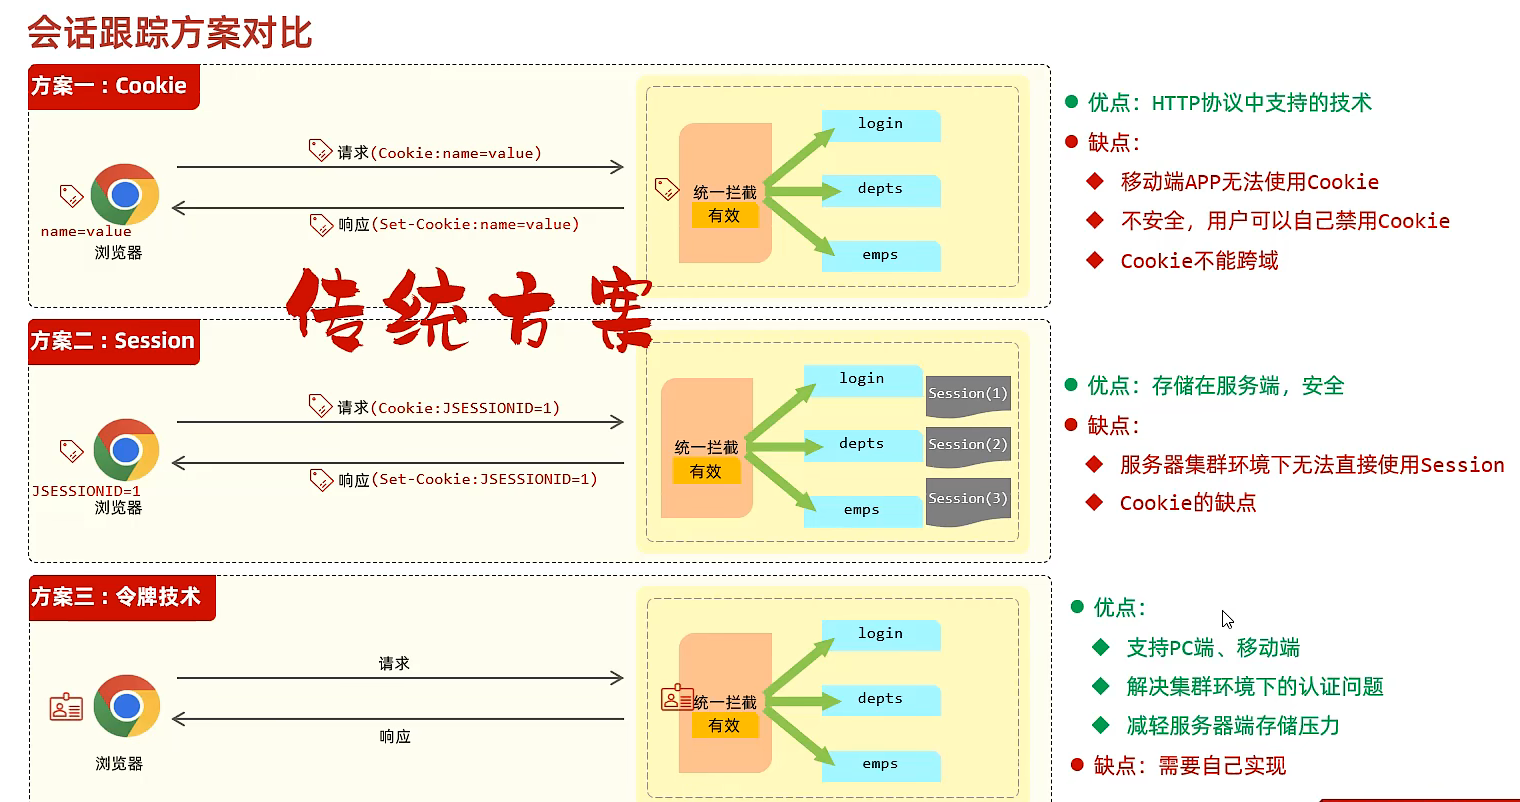 会话跟踪方案对比
方案一：Cookie
请求(Cookie:name=value)
响应(Set-Cookie:name=value)
name=value
浏览器
统一拦截
有效
login
depts
emps
优点：HTTP协议中支持的技术
缺点：
移动端APP无法使用Cookie
不安全，用户可以自己禁用Cookie
Cookie不能跨域
传统方案
方案二：Session
请求(Cookie:JSESSIONID=1)
响应(Set-Cookie:JSESSIONID=1)
JSESSIONID=1
浏览器
统一拦截
有效
login
depts
emps
Session(1)
Session(2)
Session(3)
优点：存储在服务端，安全
缺点：
服务器集群环境下无法直接使用Session
Cookie的缺点
方案三：令牌技术
请求
响应
浏览器
统一拦截
有效
login
depts
emps
优点：
支持PC端、移动端
解决集群环境下的认证问题
减轻服务器端存储压力
缺点：需要自己实现